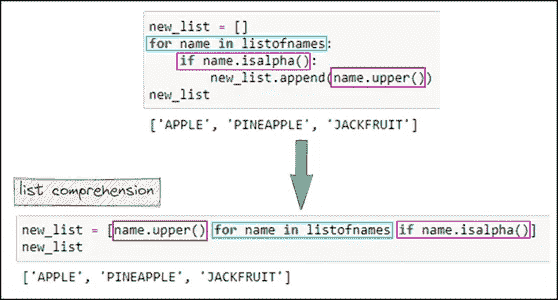 new_list = []
for name in listofnames:
if name.isalpha():
new_list.append(name.upper())
new_list
['APPLE', 'PINEAPPLE', 'JACKFRUIT']
list comprehension
new_list = [name.upper() for name in listofnames if name.isalpha()]
new_list
['APPLE', 'PINEAPPLE', 'JACKFRUIT']